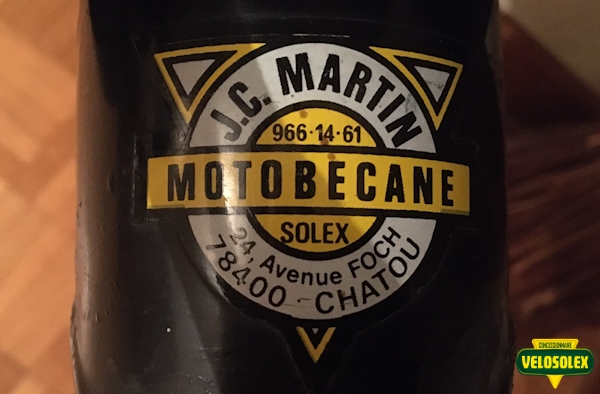 J.C. MARTIN
966·14·61
MOTOBECANE
SOLEX
24, Avenue FOCH
78400 - CHATOU
CONCESSIONNAIRE
VELOSOLEX